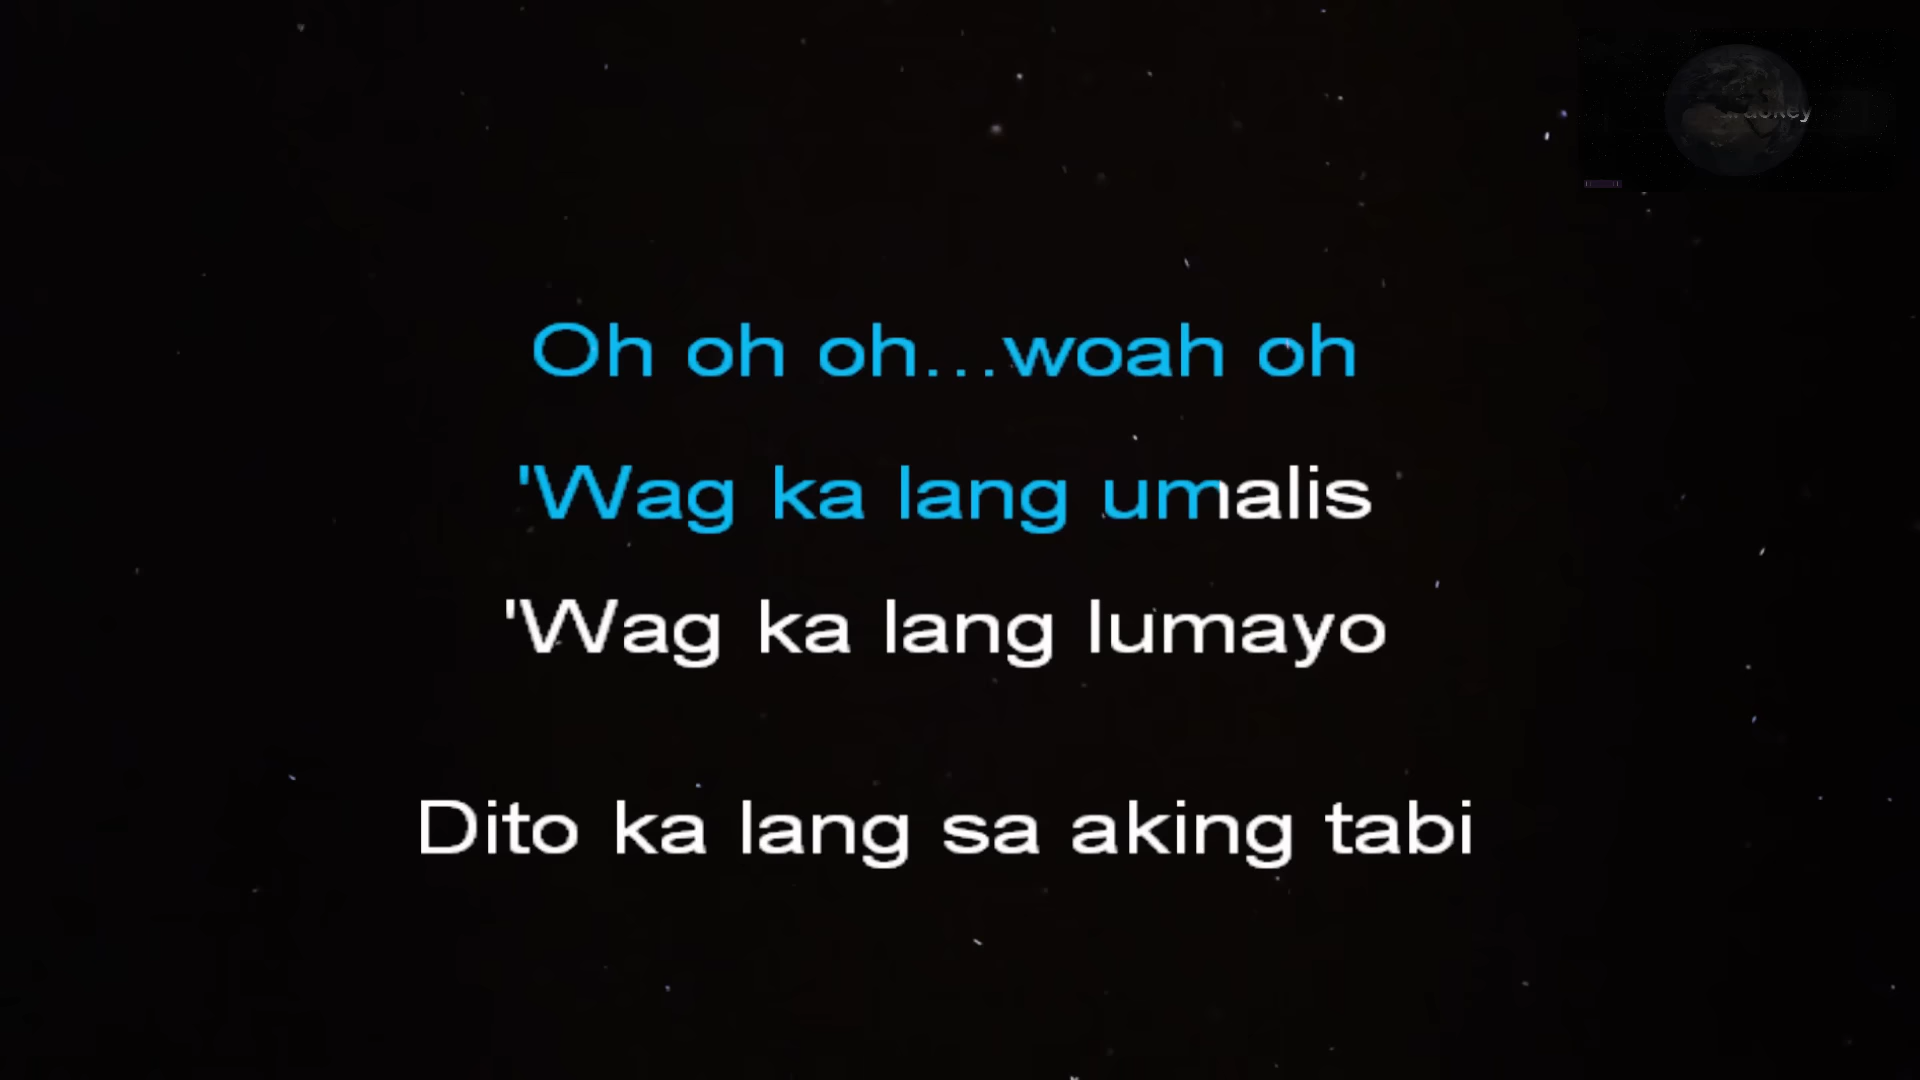 Oh oh oh...woah oh
'Wag ka lang umalis
'Wag ka lang lumayo
Dito ka lang sa aking tabi